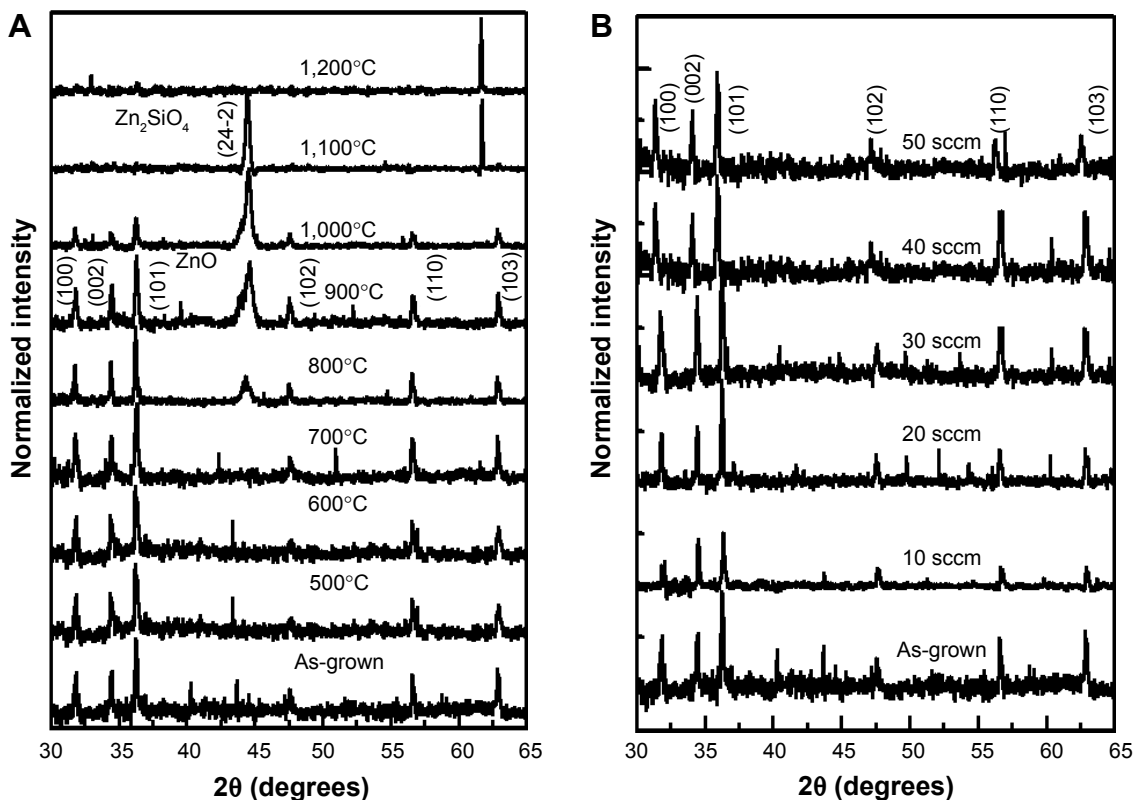 A
1,200°C
Zn2SiO4
(24-2)
1,100°C
1,000°C
ZnO
(100)
(002)
(101)
900°C
(102)
(110)
(103)
800°C
700°C
600°C
500°C
As-grown
Normalized intensity
30 35 40 45 50 55 60 65
2θ (degrees)
B
(100)
(002)
(101)
(102)
(110)
(103)
50 sccm
40 sccm
30 sccm
20 sccm
10 sccm
As-grown
Normalized intensity
30 35 40 45 50 55 60 65
2θ (degrees)